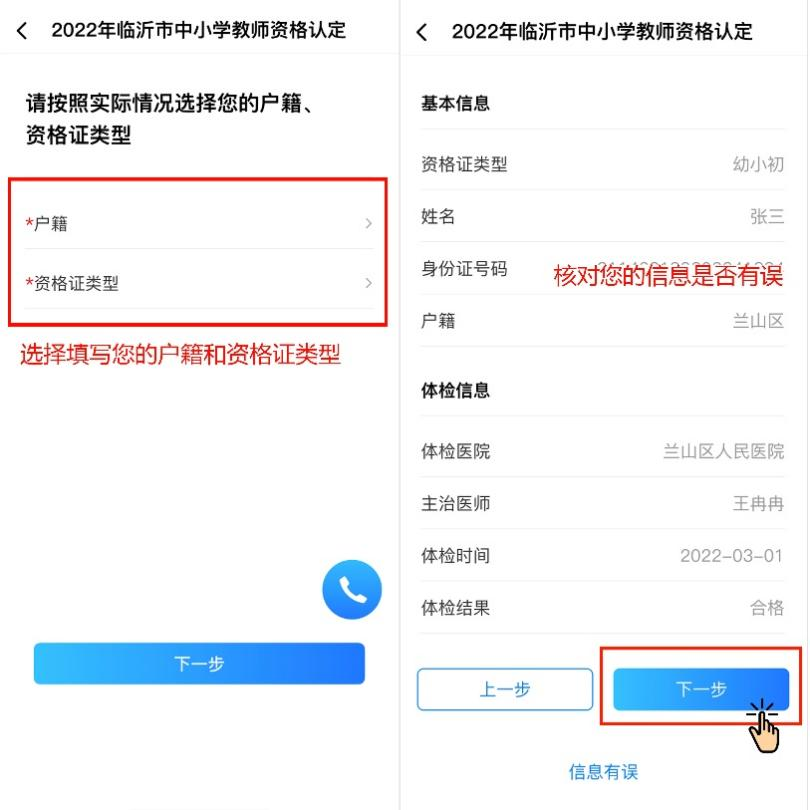 2022年临沂市中小学教师资格认定
请按照实际情况选择您的户籍、
资格证类型
*户籍
*资格证类型
选择填写您的户籍和资格证类型
下一步
2022年临沂市中小学教师资格认定
基本信息
资格证类型 幼小初
姓名 张三
身份证号码
核对您的信息是否有误
户籍 兰山区
体检信息
体检医院 兰山区人民医院
主治医师 王冉冉
体检时间 2022-03-01
体检结果 合格
上一步 下一步
信息有误